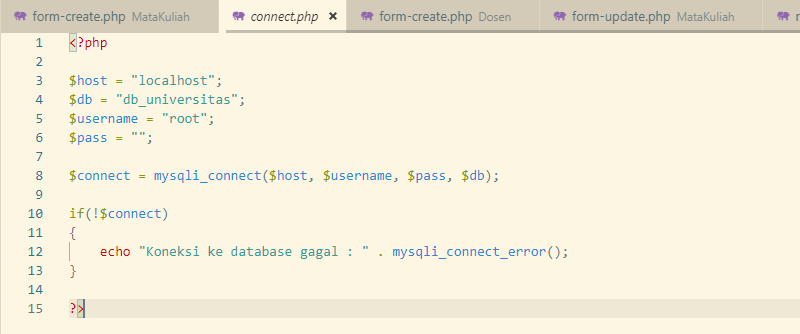 form-create.php MataKuliah connect.php × form-create.php Dosen form-update.php MataKuliah
1 <?php
2
3 $host = "localhost";
4 $db = "db_universitas";
5 $username = "root";
6 $pass = "";
7
8 $connect = mysqli_connect($host, $username, $pass, $db);
9
10 if(!$connect)
11 {
12 echo "Koneksi ke database gagal : " . mysqli_connect_error();
13 }
14
15 ?>